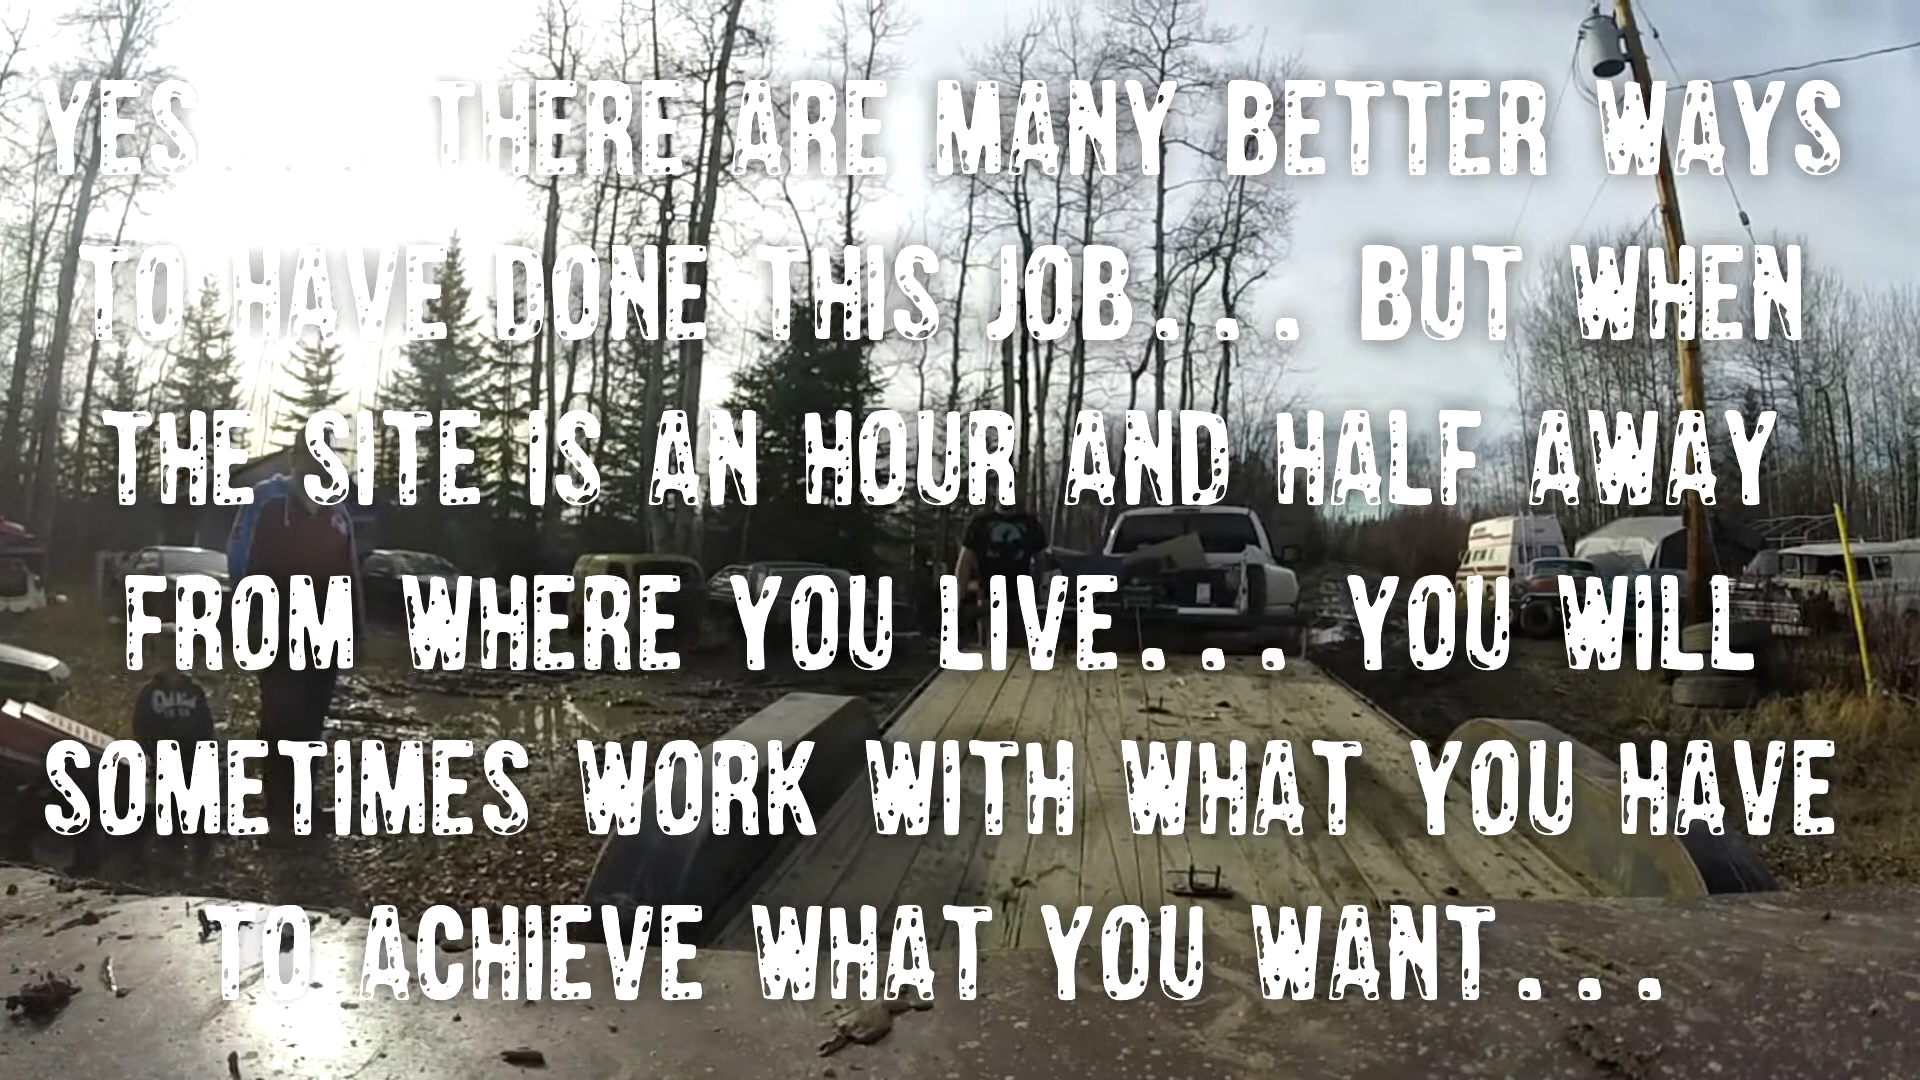 YES.... THERE ARE MANY BETTER WAYS
TO HAVE DONE THIS JOB... BUT WHEN
THE SITE IS AN HOUR AND HALF AWAY
FROM WHERE YOU LIVE... YOU WILL
SOMETIMES WORK WITH WHAT YOU HAVE
TO ACHIEVE WHAT YOU WANT...